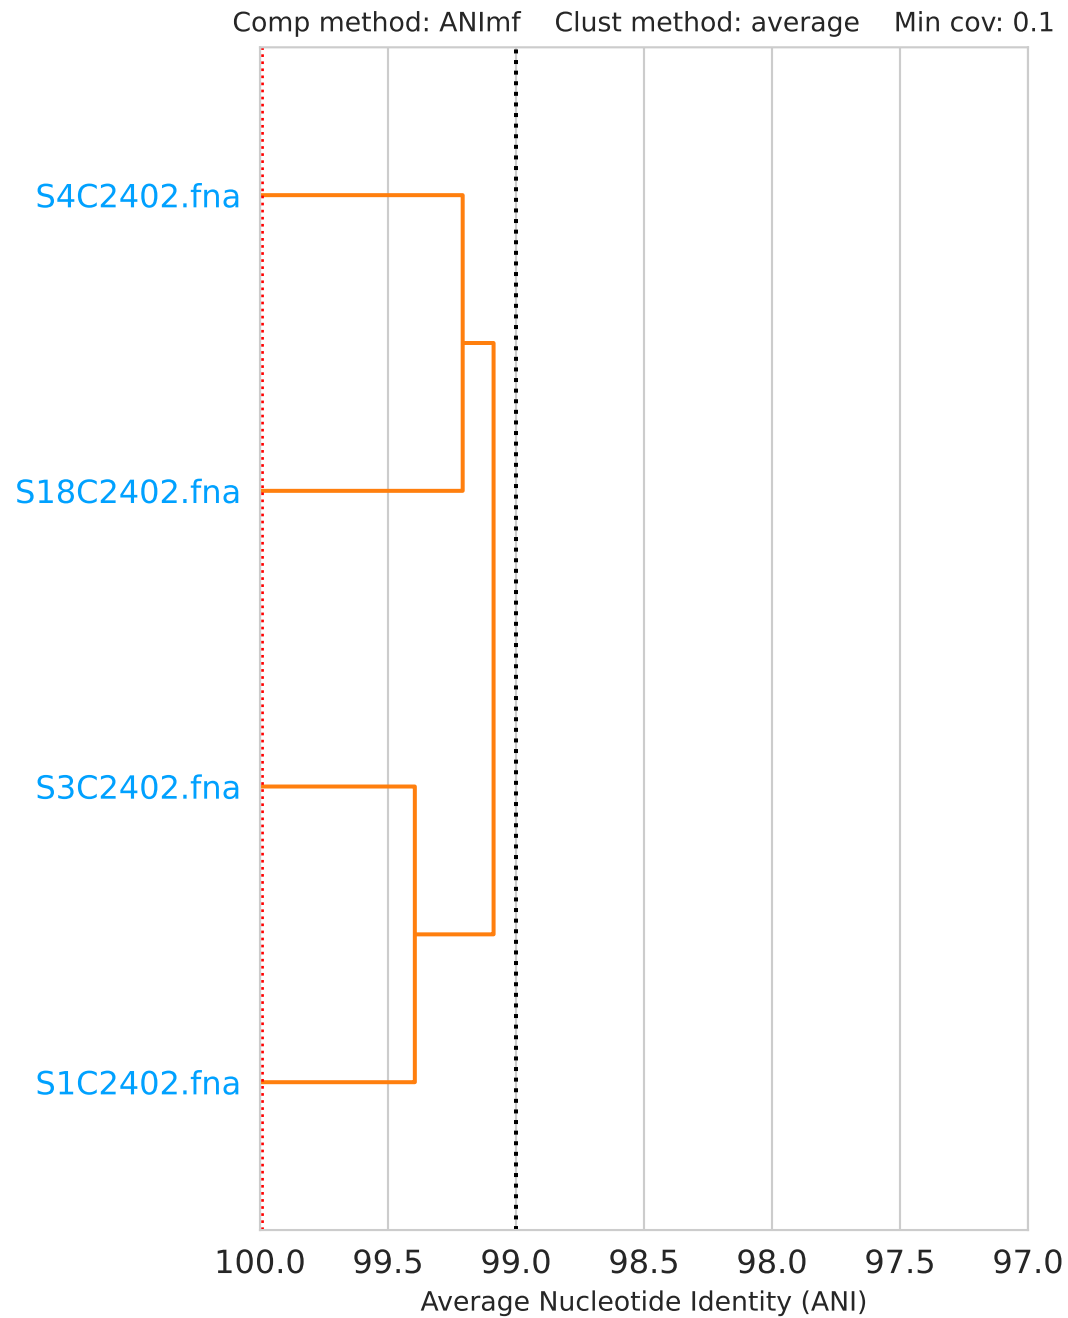 Comp method: ANImf    Clust method: average    Min cov: 0.1
S4C2402.fna
S18C2402.fna
S3C2402.fna
S1C2402.fna
100.0 99.5 99.0 98.5 98.0 97.5 97.0
Average Nucleotide Identity (ANI)